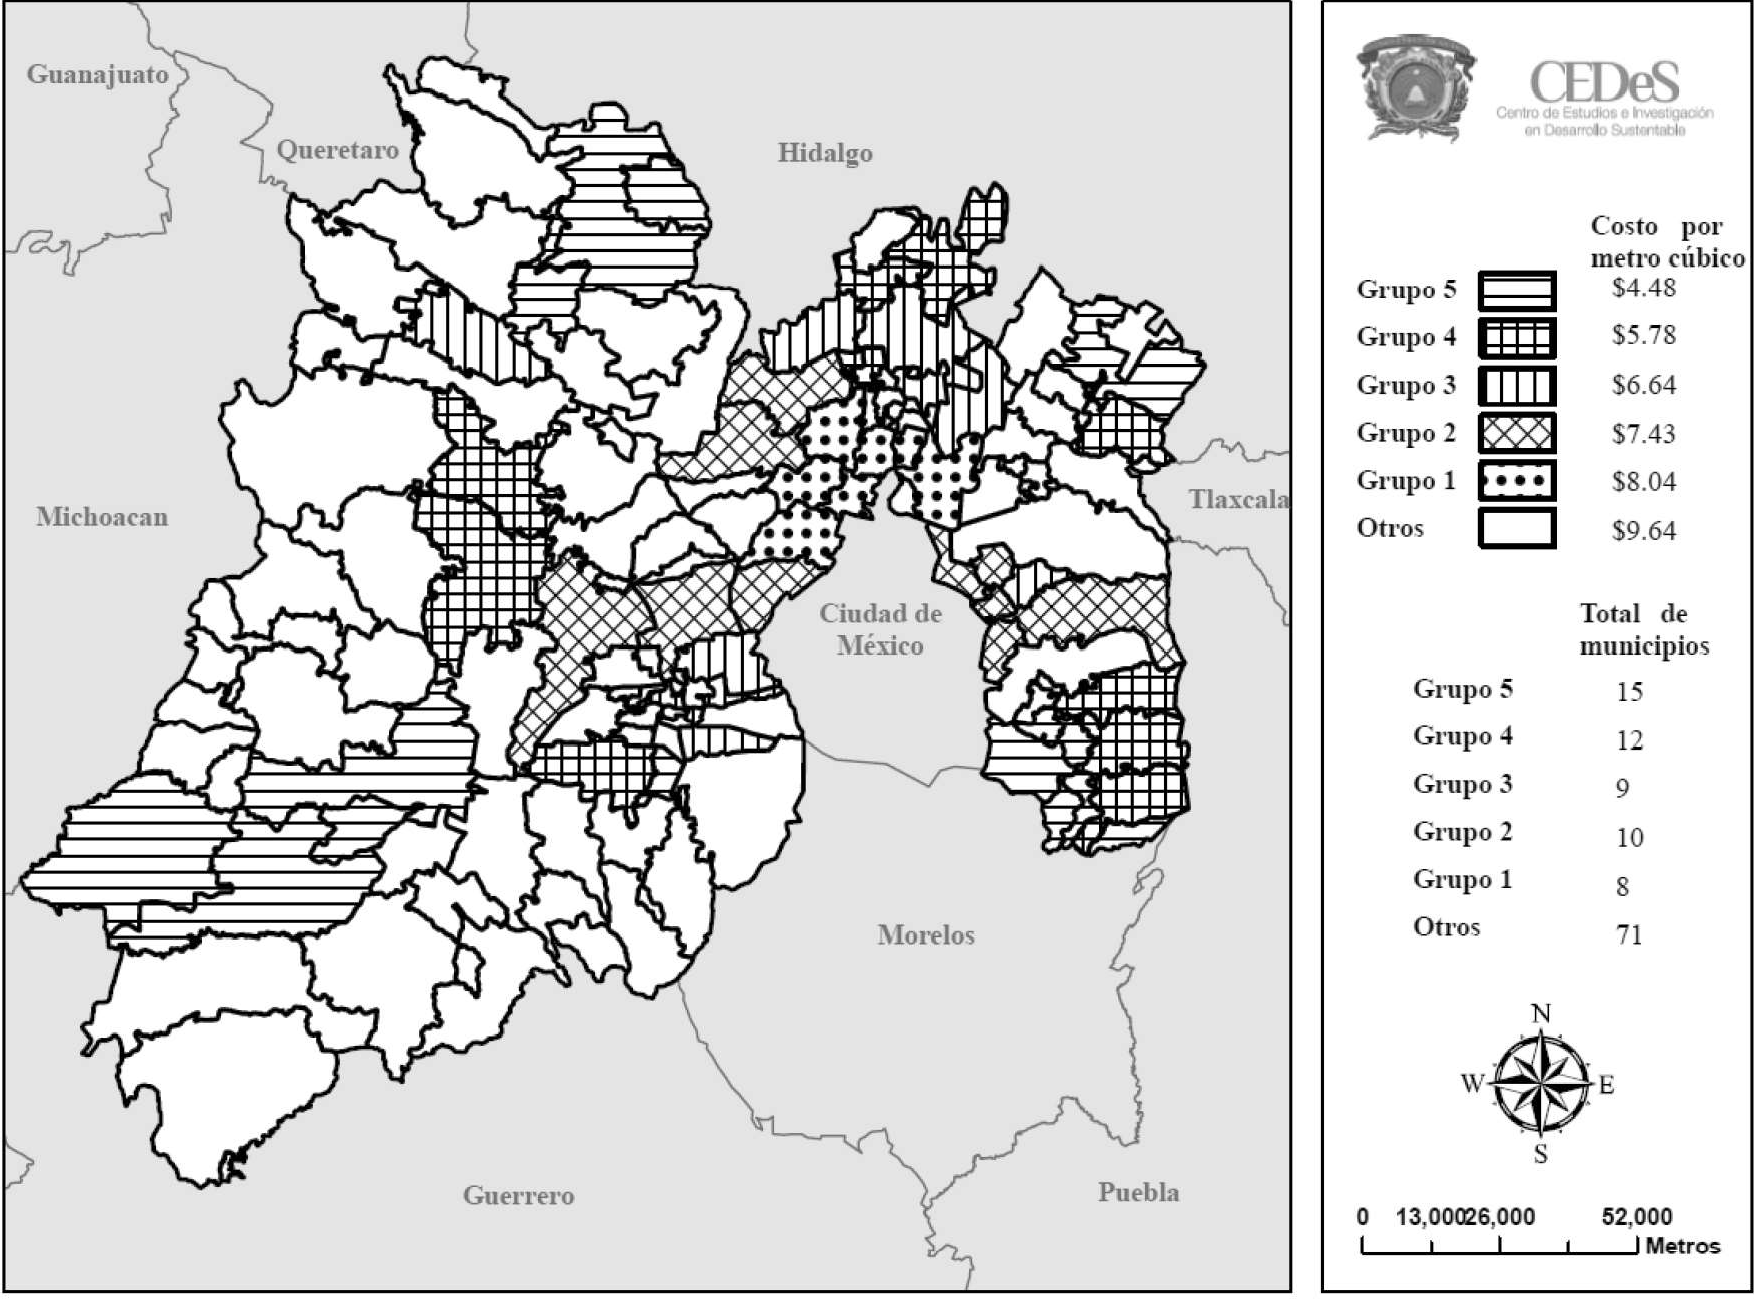 Guanajuato
Queretaro
Hidalgo
Michoacan
Tlaxcala
Ciudad de
México
Morelos
Guerrero
Puebla
CEDeS
Centro de Estudios e Investigación
en Desarrollo Sustentable
Costo por
metro cúbico
Grupo 5 $4.48
Grupo 4 $5.78
Grupo 3 $6.64
Grupo 2 $7.43
Grupo 1 $8.04
Otros $9.64
Total de
municipios
Grupo 5 15
Grupo 4 12
Grupo 3 9
Grupo 2 10
Grupo 1 8
Otros 71
N
W E
S
0 13,000 26,000 52,000
Metros